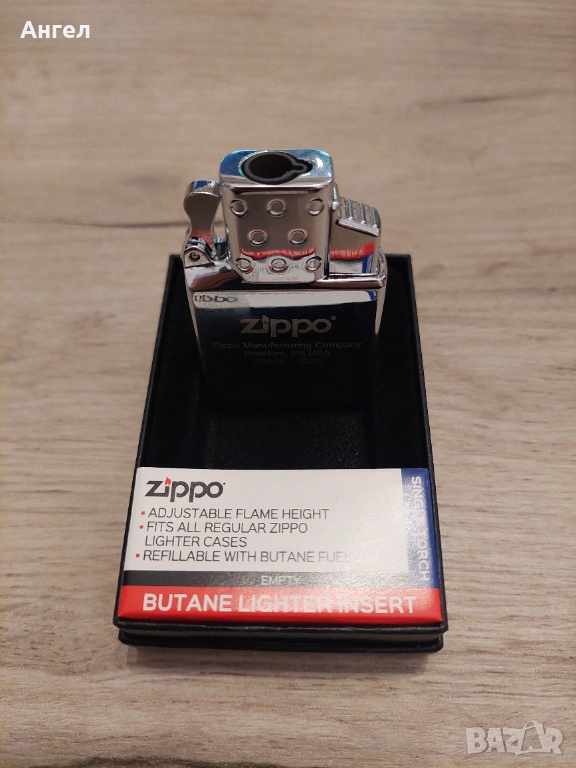 Ангел
zippo
Zippo Manufacturing Company
Bradford, PA USA
zippo
• ADJUSTABLE FLAME HEIGHT
• FITS ALL REGULAR ZIPPO
LIGHTER CASES
• REFILLABLE WITH BUTANE FUEL
EMPTY
BUTANE LIGHTER INSERT
SINGLE TORCH
BAZAR